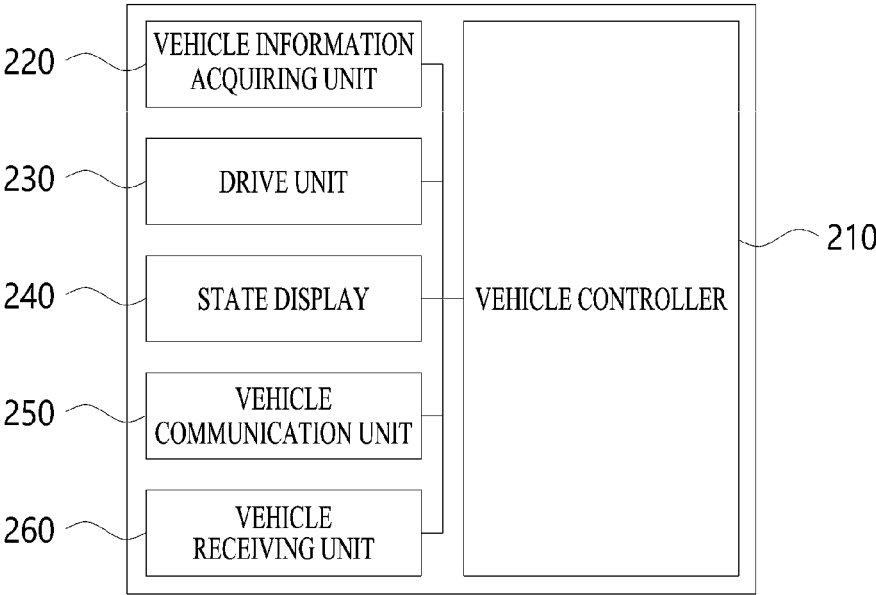 220
VEHICLE INFORMATION
ACQUIRING UNIT
230
DRIVE UNIT
240
STATE DISPLAY
250
VEHICLE
COMMUNICATION UNIT
260
VEHICLE
RECEIVING UNIT
VEHICLE CONTROLLER
210